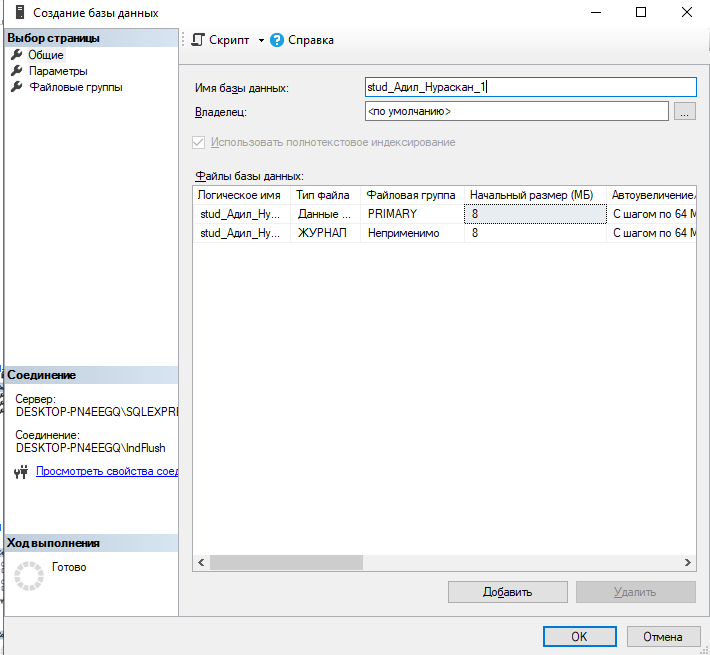 Создание базы данных
Выбор страницы
Общие
Параметры
Файловые группы
Скрипт
Справка
Имя базы данных: stud_Адил_Нураскан_1
Владелец: <по умолчанию> ...
Использовать полнотекстовое индексирование
Файлы базы данных:
Логическое имя Тип файла Файловая группа Начальный размер (МБ) Автоувеличение/
stud_Адил_Ну... Данные ... PRIMARY 8 С шагом по 64 М
stud_Адил_Ну... ЖУРНАЛ Неприменимо 8 С шагом по 64 М
Соединение
Сервер:
DESKTOP-PN4EEGQ\SQLEXPRE
Соединение:
DESKTOP-PN4EEGQ\IndFlush
Просмотреть свойства соед
Ход выполнения
Готово
Добавить Удалить
OK Отмена